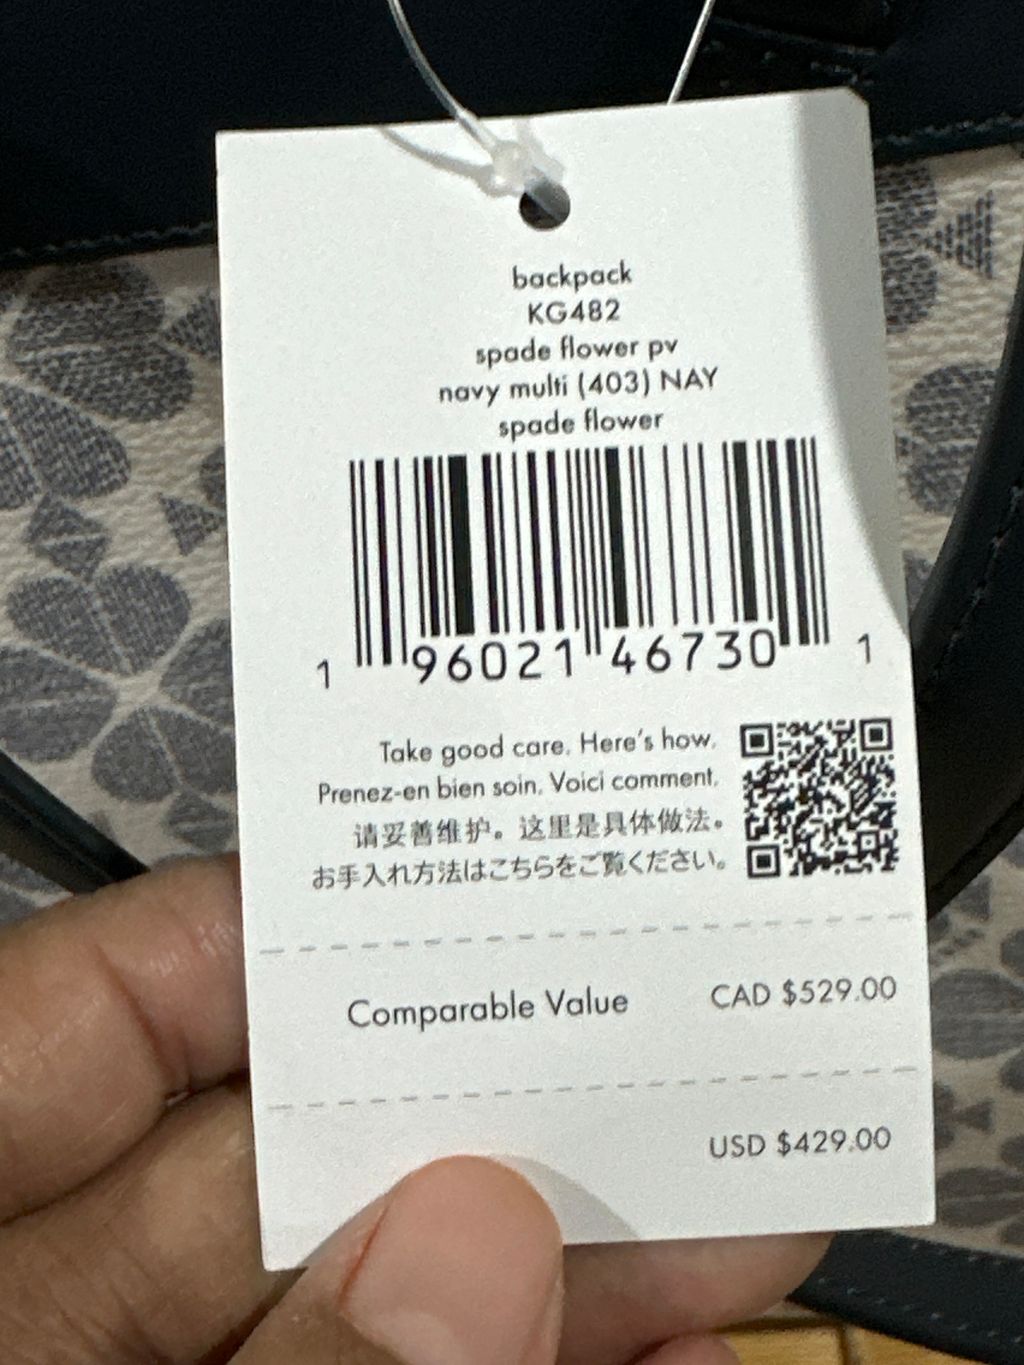 backpack
KG482
spade flower pv
navy multi (403) NAY
spade flower
1 96021 46730 1
Take good care. Here's how.
Prenez-en bien soin. Voici comment.
请妥善维护。这里是具体做法。
お手入れ方法はこちらをご覧ください。
Comparable Value CAD $529.00
USD $429.00